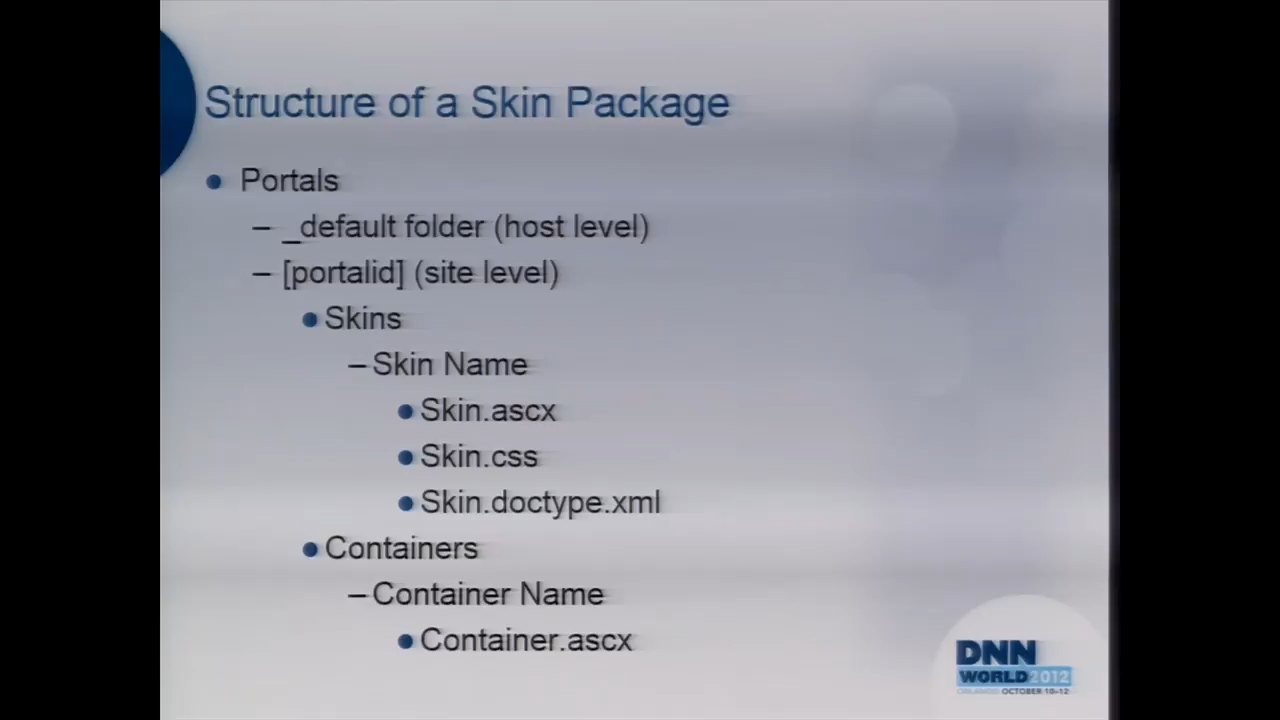 Structure of a Skin Package
Portals
– _default folder (host level)
– [portalid] (site level)
Skins
– Skin Name
Skin.ascx
Skin.css
Skin.doctype.xml
Containers
– Container Name
Container.ascx
DNN
WORLD 2012
ORLANDO OCTOBER 10-12